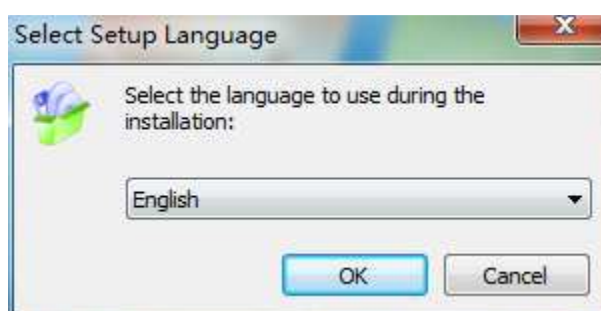 Select Setup Language
Select the language to use during the
installation:
English
OK
Cancel